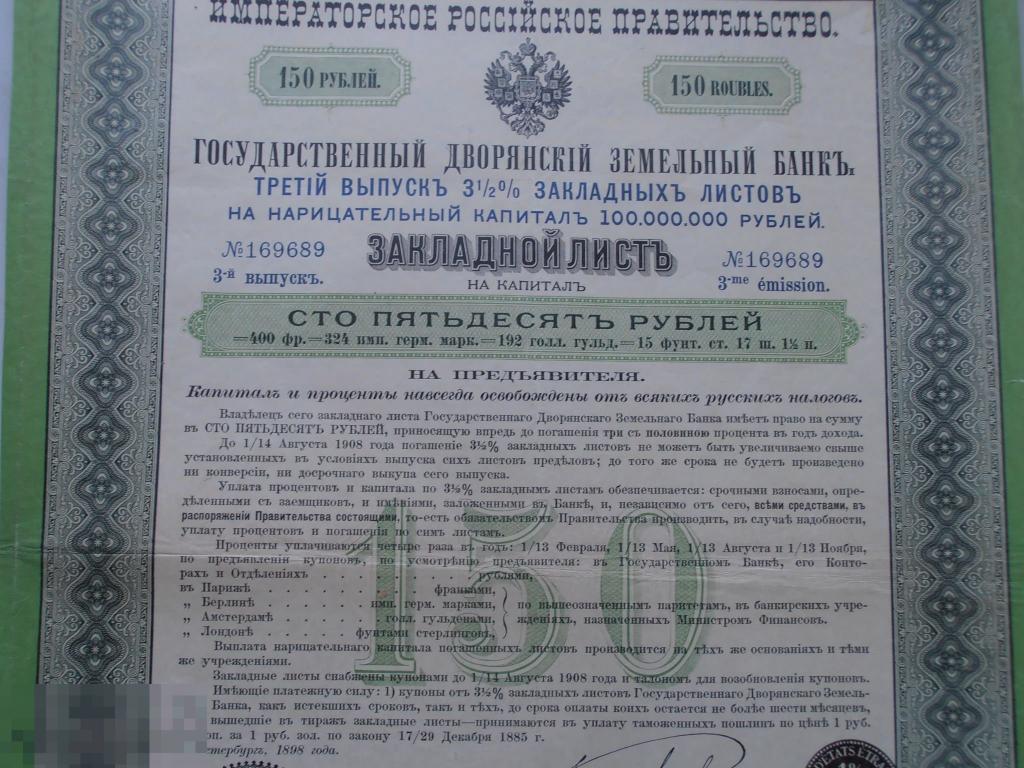 ИМПЕРАТОРСКОЕ РОССІЙСКОЕ ПРАВИТЕЛЬСТВО.
150 РУБЛЕЙ. 150 ROUBLES.
ГОСУДАРСТВЕННЫЙ ДВОРЯНСКІЙ ЗЕМЕЛЬНЫЙ БАНКЪ.
ТРЕТІЙ ВЫПУСКЪ 3½% ЗАКЛАДНЫХЪ ЛИСТОВЪ
НА НАРИЦАТЕЛЬНЫЙ КАПИТАЛЪ 100.000.000 РУБЛЕЙ.
№169689 ЗАКЛАДНОЙ ЛИСТЪ №169689
3-й выпускъ. НА КАПИТАЛЪ 3-me émission.
СТО ПЯТЬДЕСЯТЪ РУБЛЕЙ
=400 фр.=324 имп. герм. марк.=192 голл. гульд.=15 фунт. ст. 17 ш. 1½ п.
НА ПРЕДЪЯВИТЕЛЯ.
Капиталъ и проценты навсегда освобождены отъ всякихъ русскихъ налоговъ.
Владѣлецъ сего закладнаго листа Государственнаго Дворянскаго Земельнаго Банка имѣетъ право на сумму
въ СТО ПЯТЬДЕСЯТЪ РУБЛЕЙ, приносящую впредь до погашенія три съ половиною процента въ годъ дохода.
До 1/14 Августа 1908 года погашеніе 3½% закладныхъ листовъ не можетъ быть увеличиваемо свыше
установленныхъ въ условіяхъ выпуска сихъ листовъ предѣловъ; до того же срока не будетъ произведено
ни конверсіи, ни досрочнаго выкупа сего выпуска.
Уплата процентовъ и капитала по 3½% закладнымъ листамъ обезпечивается: срочными взносами, опре-
дѣленными съ заемщиковъ, и имѣніями, заложенными въ Банкѣ, и, независимо отъ сего, всѣми средствами, въ
распоряженіи Правительства состоящими, то-есть обязательствомъ Правительства производить, въ случаѣ надобности,
уплату процентовъ и погашенія по симъ листамъ.
Проценты уплачиваются четыре раза въ годъ: 1/13 Февраля, 1/13 Мая, 1/13 Августа и 1/13 Ноября,
по предъявленіи купоновъ, по усмотрѣнію предъявителя: въ Государственномъ Банкѣ, его Конто-
рахъ и Отдѣленіяхъ . . . . . . . . . . рублями,
въ Парижѣ . . . . . . . . . . франками,
„ Берлинѣ . . . . . . имп. герм. марками, по вышеозначеннымъ паритетамъ, въ банкирскихъ учре-
„ Амстердамѣ . . . . . . голл. гульденами, жденіяхъ, назначенныхъ Министромъ Финансовъ.
„ Лондонѣ . . . . . фунтами стерлинговъ,
150
Выплата нарицательнаго капитала погашенныхъ листовъ производится на тѣхъ же основаніяхъ и тѣми
же учрежденіями.
Закладные листы снабжены купонами до 1/14 Августа 1908 года и талономъ для возобновленія купоновъ.
Имѣющіе платежную силу: 1) купоны отъ 3½% закладныхъ листовъ Государственнаго Дворянскаго Земель-
Банка, какъ истекшихъ сроковъ, такъ и тѣхъ, до срока оплаты коихъ остается не болѣе шести мѣсяцевъ,
вышедшіе въ тиражъ закладные листы—принимаются въ уплату таможенныхъ пошлинъ по цѣнѣ 1 руб.
оп. за 1 руб. зол. по закону 17/29 Декабря 1885 г.
етербургъ, 1898 года.
D'ETATS ETRA